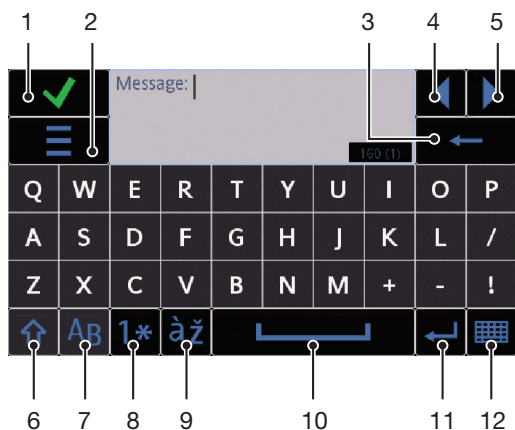 1 2 3 4 5
Message:
160 (1)
Q W E R T Y U I O P
A S D F G H J K L /
Z X C V B N M + - !
AB 1* àž
6 7 8 9 10 11 12